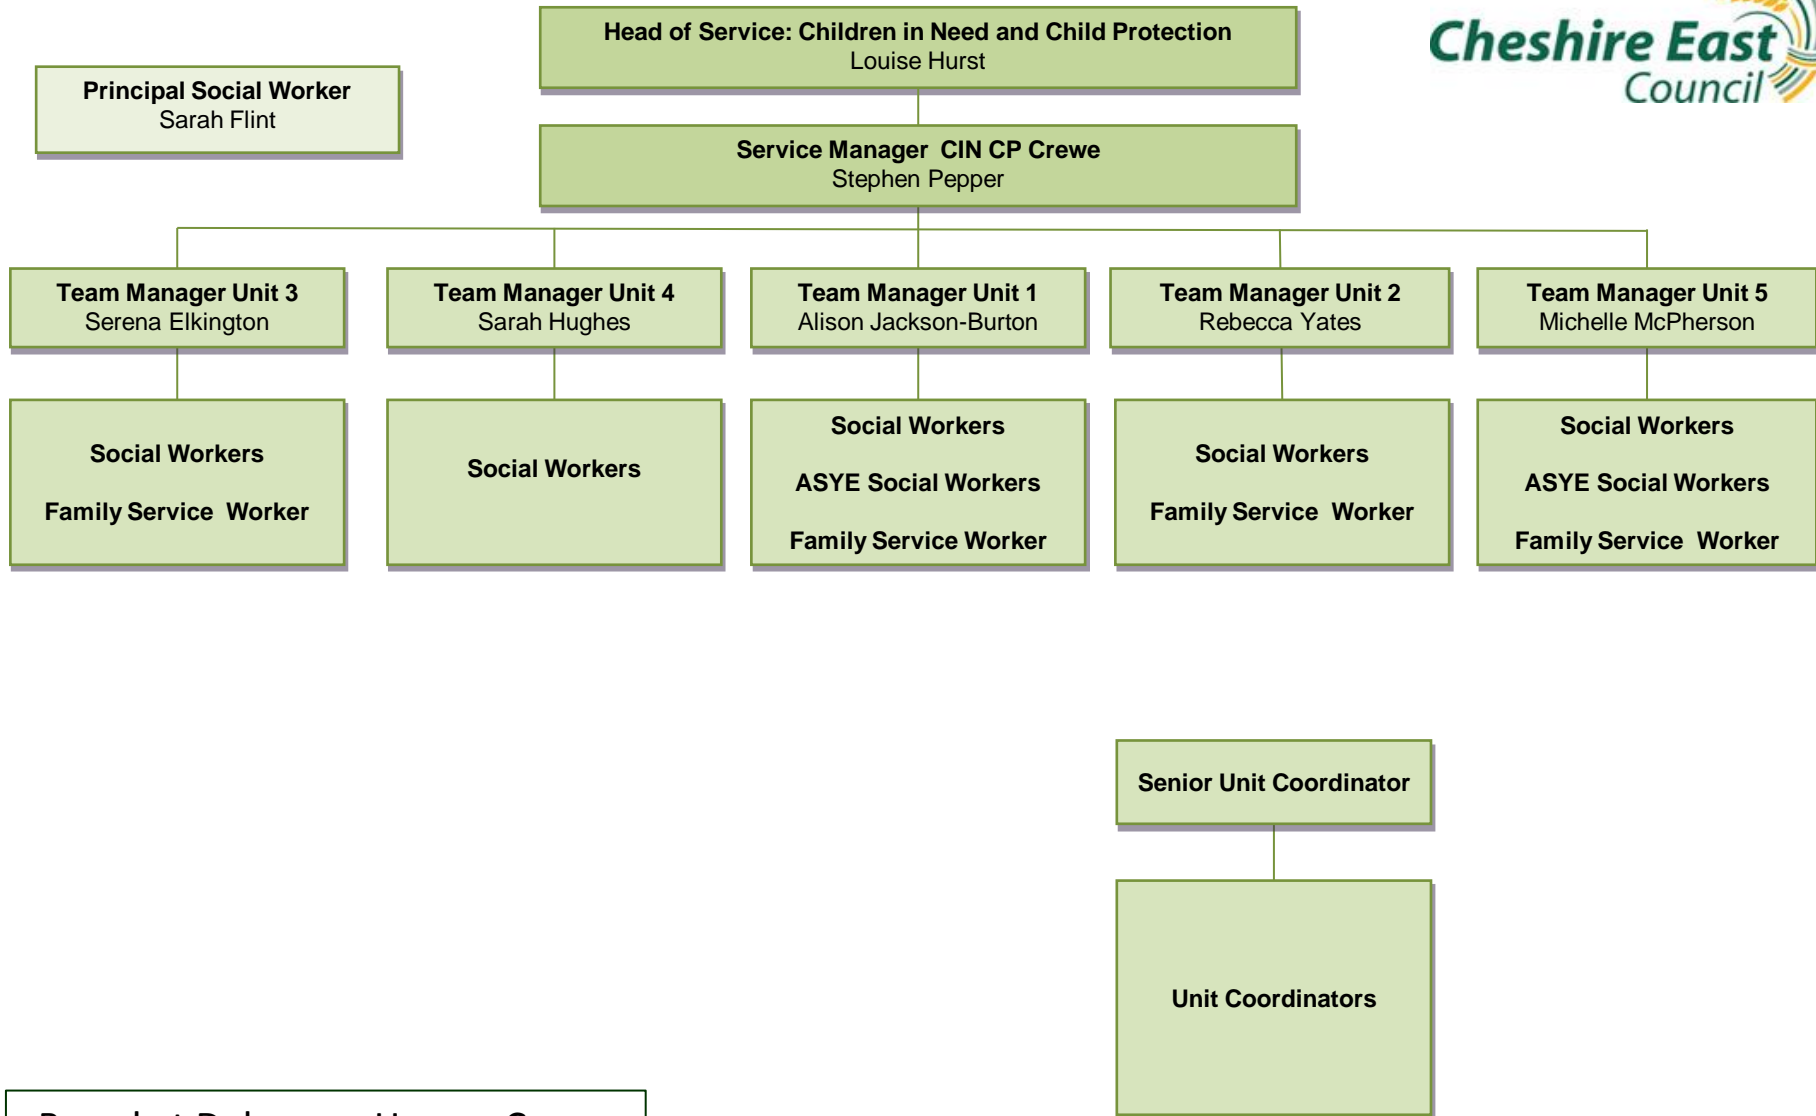 Head of Service: Children in Need and Child Protection
Louise Hurst
Cheshire East
Council
Principal Social Worker
Sarah Flint
Service Manager CIN CP Crewe
Stephen Pepper
Team Manager Unit 3
Serena Elkington
Team Manager Unit 4
Sarah Hughes
Team Manager Unit 1
Alison Jackson-Burton
Team Manager Unit 2
Rebecca Yates
Team Manager Unit 5
Michelle McPherson
Social Workers
Family Service Worker
Social Workers
Social Workers
ASYE Social Workers
Family Service Worker
Social Workers
Family Service Worker
Social Workers
ASYE Social Workers
Family Service Worker
Senior Unit Coordinator
Unit Coordinators